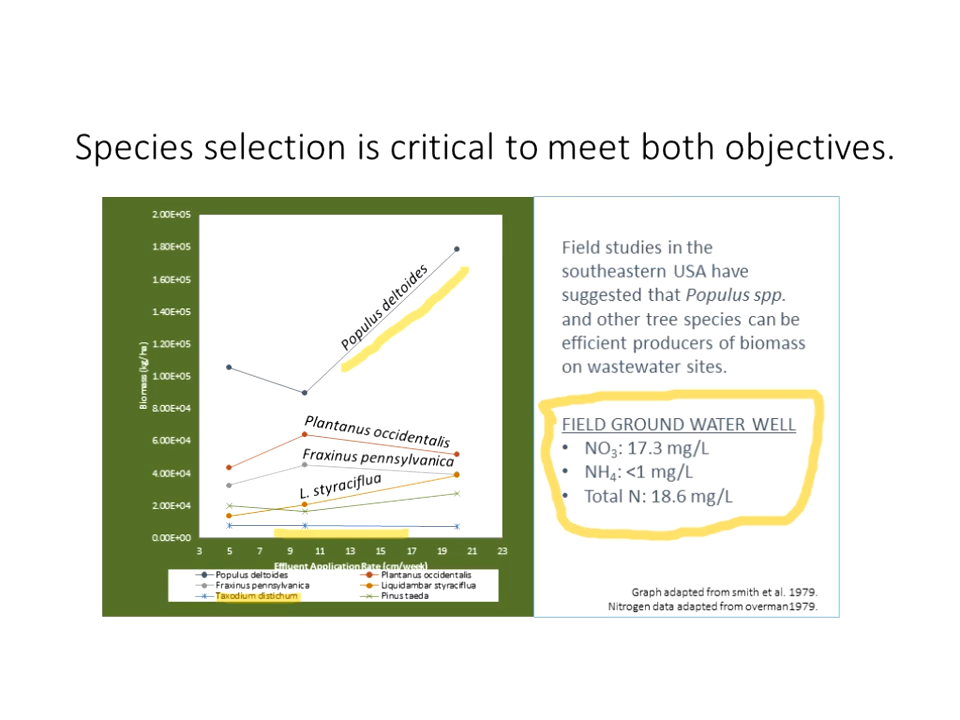 Species selection is critical to meet both objectives.
2.00E+05
1.80E+05
1.60E+05
1.40E+05
1.20E+05
1.00E+05
8.00E+04
6.00E+04
4.00E+04
2.00E+04
0.00E+00
Biomass (kg/ha)
3 5 7 9 11 13 15 17 19 21 23
Effluent Application Rate (cm/week)
Populus deltoides
Plantanus occidentalis
Fraxinus pennsylvanica
L. styraciflua
Populus deltoides Plantanus occidentalis
Fraxinus pennsylvanica Liquidambar styraciflua
Taxodium distichum Pinus taeda
Field studies in the
southeastern USA have
suggested that Populus spp.
and other tree species can be
efficient producers of biomass
on wastewater sites.
FIELD GROUND WATER WELL
• NO3: 17.3 mg/L
• NH4: <1 mg/L
• Total N: 18.6 mg/L
Graph adapted from smith et al. 1979.
Nitrogen data adapted from overman1979.